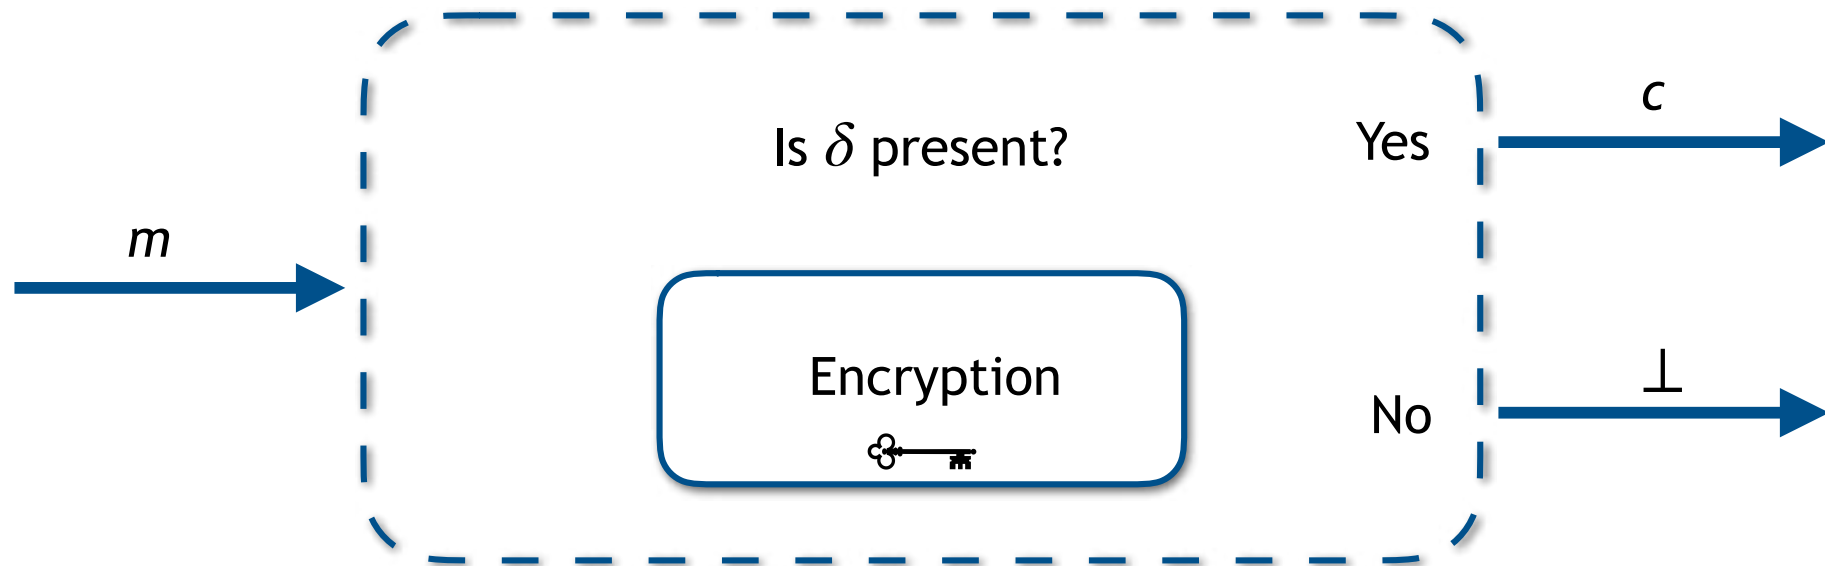 m
Is δ present?
Yes
c
Encryption
No
⊥